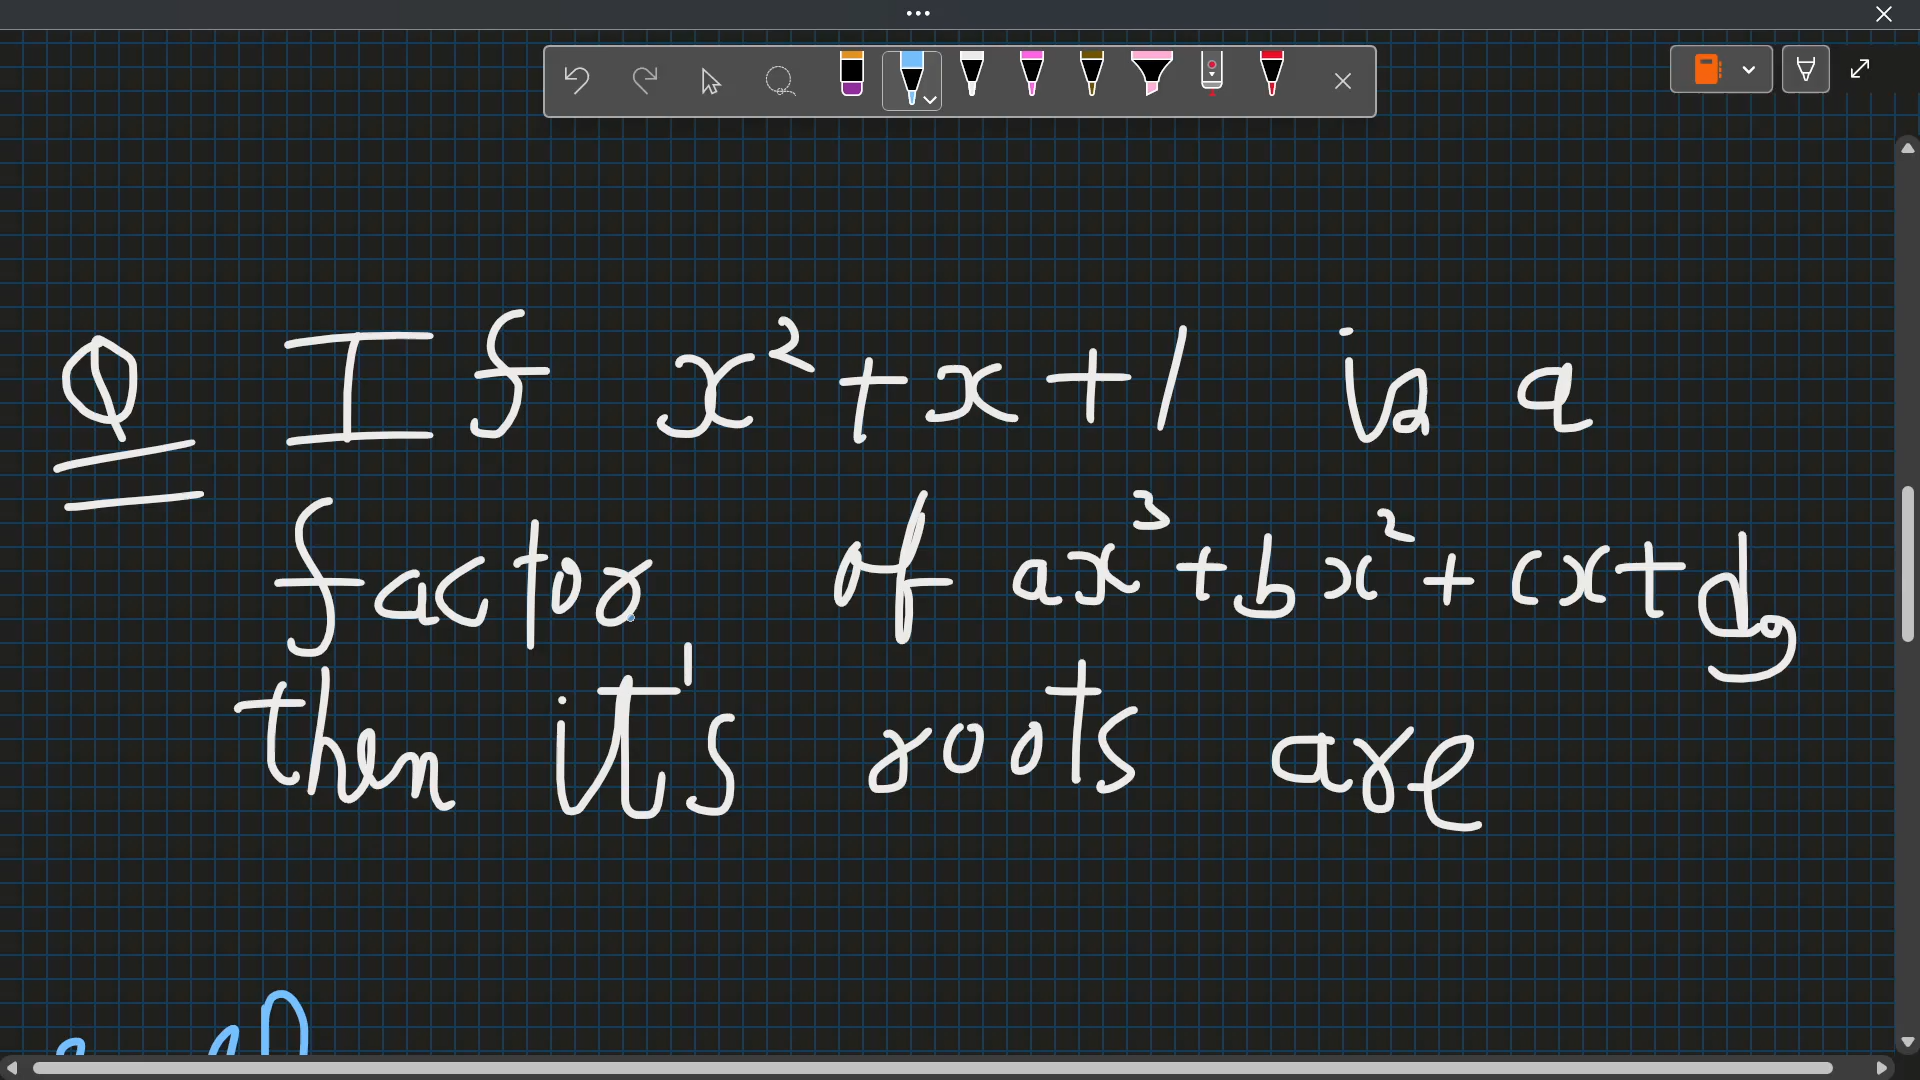 Q If x²+x+1 is a
factor of ax³+bx²+cx+d,
then it's roots are